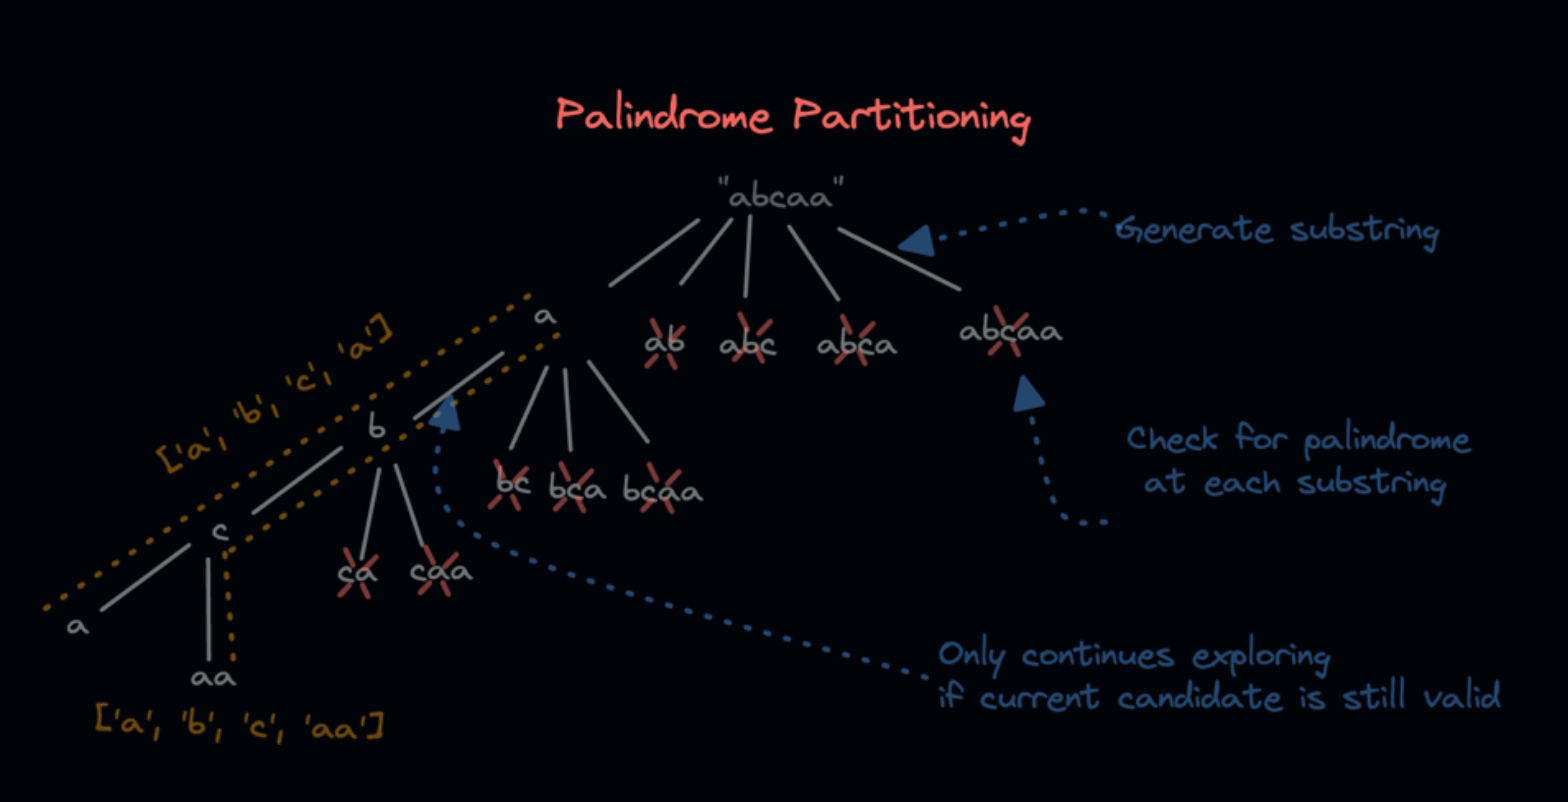 Palindrome Partitioning
"abcaa"
Generate substring
a
ab
abc
abca
abcaa
['a', 'b', 'c', 'a']
b
bc
bca
bcaa
Check for palindrome
at each substring
c
ca
caa
a
aa
Only continues exploring
if current candidate is still valid
['a', 'b', 'c', 'aa']